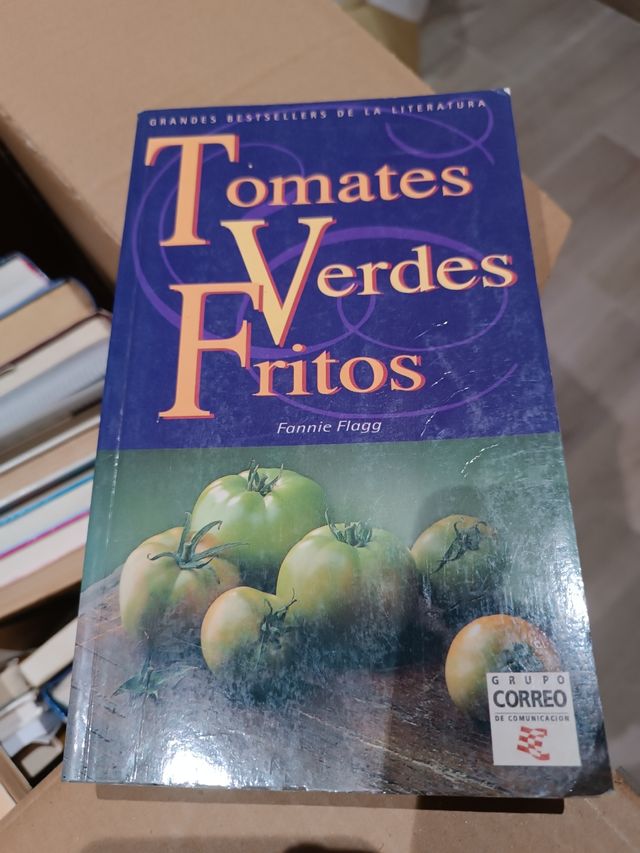 GRANDES BESTSELLERS DE LA LITERATURA
Tomates
Verdes
Fritos
Fannie Flagg
GRUPO
CORREO
DE COMUNICACION